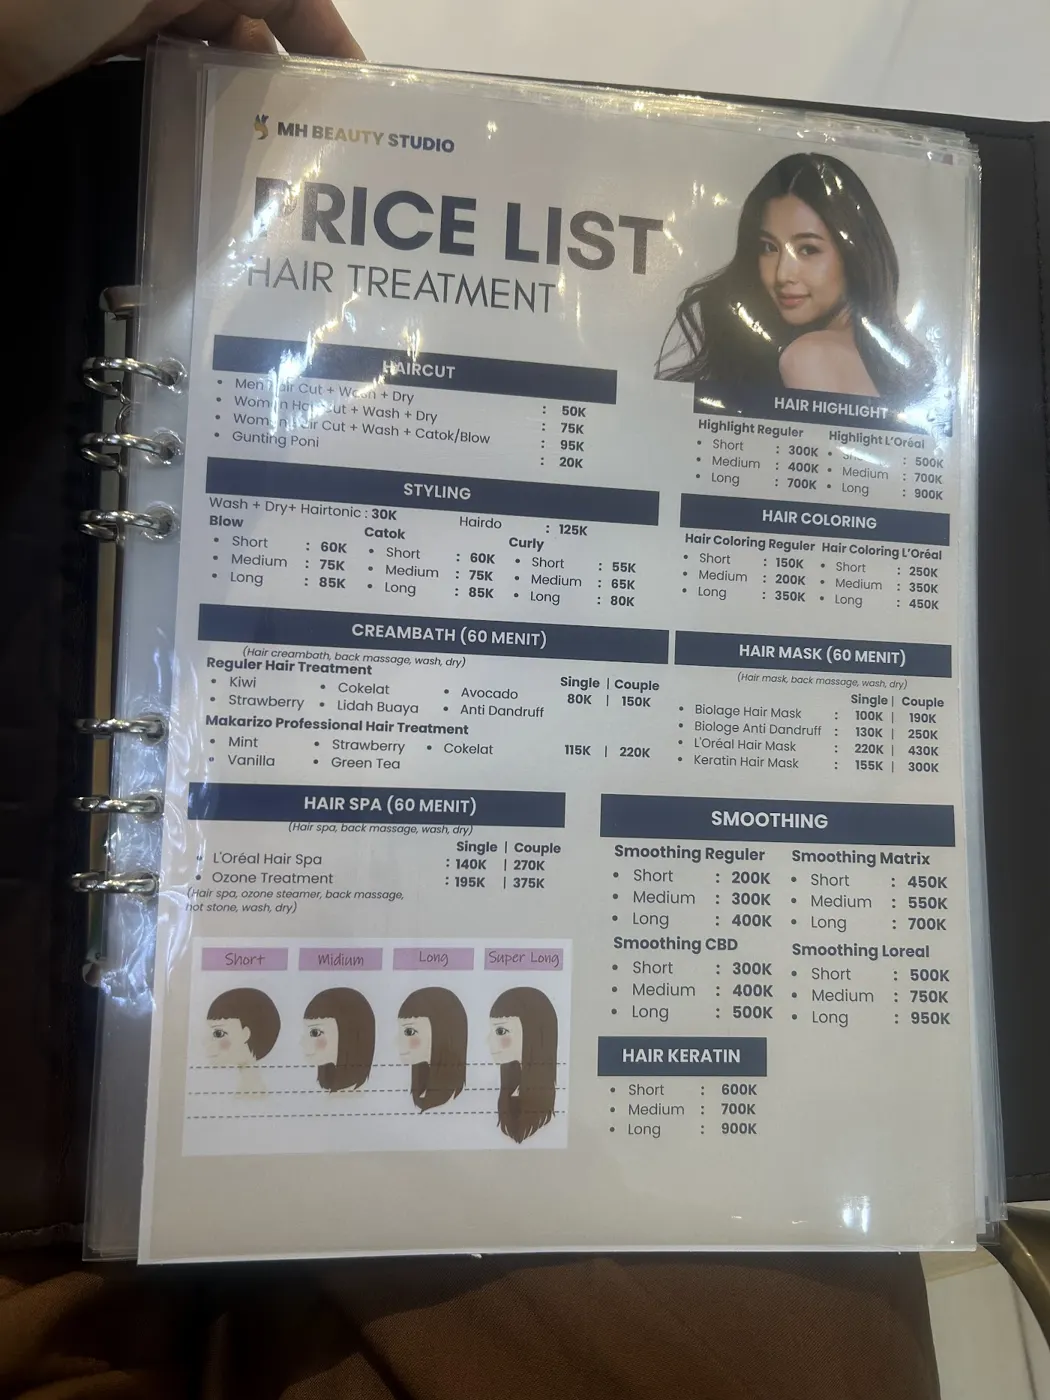 MH BEAUTY STUDIO
PRICE LIST
HAIR TREATMENT
HAIRCUT
• Men Hair Cut + Wash + Dry : 50K
• Women Hair Cut + Wash + Dry : 75K
• Women Hair Cut + Wash + Catok/Blow : 95K
• Gunting Poni : 20K
STYLING
Wash + Dry+ Hairtonic : 30K
Hairdo : 125K
Blow
• Short : 60K
• Medium : 75K
• Long : 85K
Catok
• Short : 60K
• Medium : 75K
• Long : 85K
Curly
• Short : 55K
• Medium : 65K
• Long : 80K
CREAMBATH (60 MENIT)
(Hair creambath, back massage, wash, dry)
Reguler Hair Treatment
Single | Couple
• Kiwi • Cokelat • Avocado 80K | 150K
• Strawberry • Lidah Buaya • Anti Dandruff
Makarizo Professional Hair Treatment
• Mint • Strawberry • Cokelat 115K | 220K
• Vanilla • Green Tea
HAIR SPA (60 MENIT)
(Hair spa, back massage, wash, dry)
Single | Couple
• L'Oréal Hair Spa : 140K | 270K
• Ozone Treatment : 195K | 375K
(Hair spa, ozone steamer, back massage,
hot stone, wash, dry)
Short Midium Long Super Long
HAIR HIGHLIGHT
Highlight Reguler
• Short : 300K
• Medium : 400K
• Long : 700K
Highlight L'Oréal
• Short : 500K
• Medium : 700K
• Long : 900K
HAIR COLORING
Hair Coloring Reguler
• Short : 150K
• Medium : 200K
• Long : 350K
Hair Coloring L'Oréal
• Short : 250K
• Medium : 350K
• Long : 450K
HAIR MASK (60 MENIT)
(Hair mask, back massage, wash, dry)
Single | Couple
• Biolage Hair Mask : 100K | 190K
• Biologe Anti Dandruff : 130K | 250K
• L'Oréal Hair Mask : 220K | 430K
• Keratin Hair Mask : 155K | 300K
SMOOTHING
Smoothing Reguler
• Short : 200K
• Medium : 300K
• Long : 400K
Smoothing Matrix
• Short : 450K
• Medium : 550K
• Long : 700K
Smoothing CBD
• Short : 300K
• Medium : 400K
• Long : 500K
Smoothing Loreal
• Short : 500K
• Medium : 750K
• Long : 950K
HAIR KERATIN
• Short : 600K
• Medium : 700K
• Long : 900K